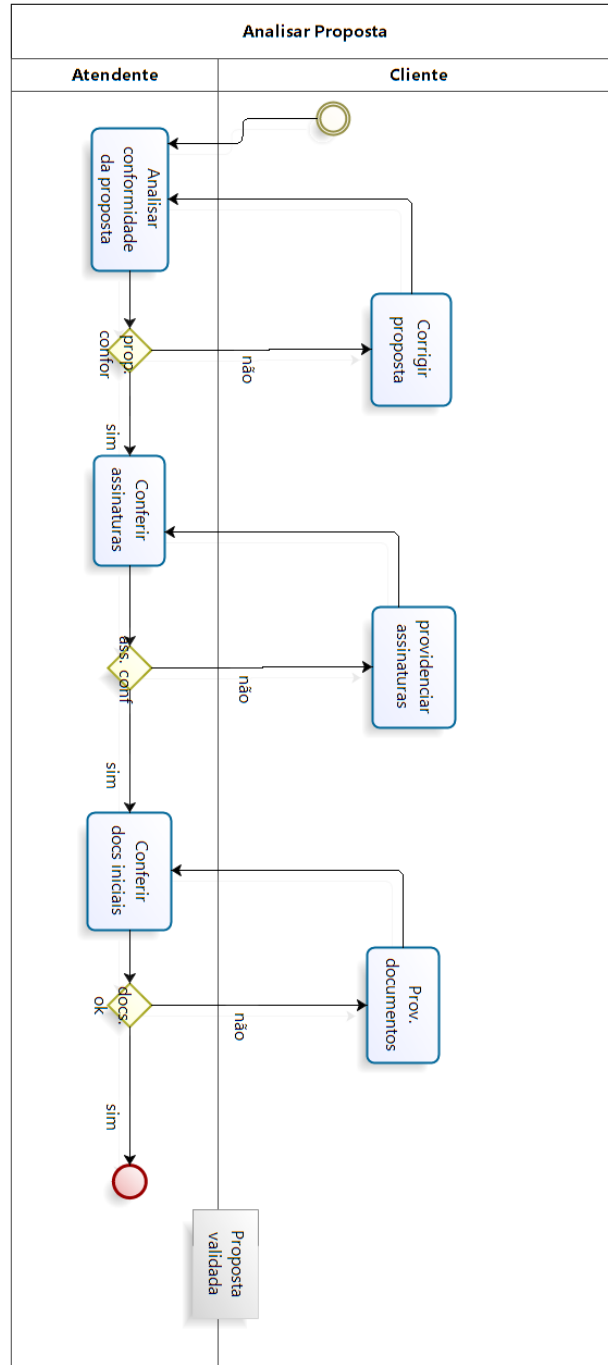 Analisar Proposta
Atendente
Cliente
Analisar
conformidade
da proposta
Corrigir
proposta
prop.
confor
não
sim
Conferir
assinaturas
providenciar
assinaturas
ass. conf
não
sim
Conferir
docs iniciais
Prov.
documentos
docs.
ok
não
sim
Proposta
validada